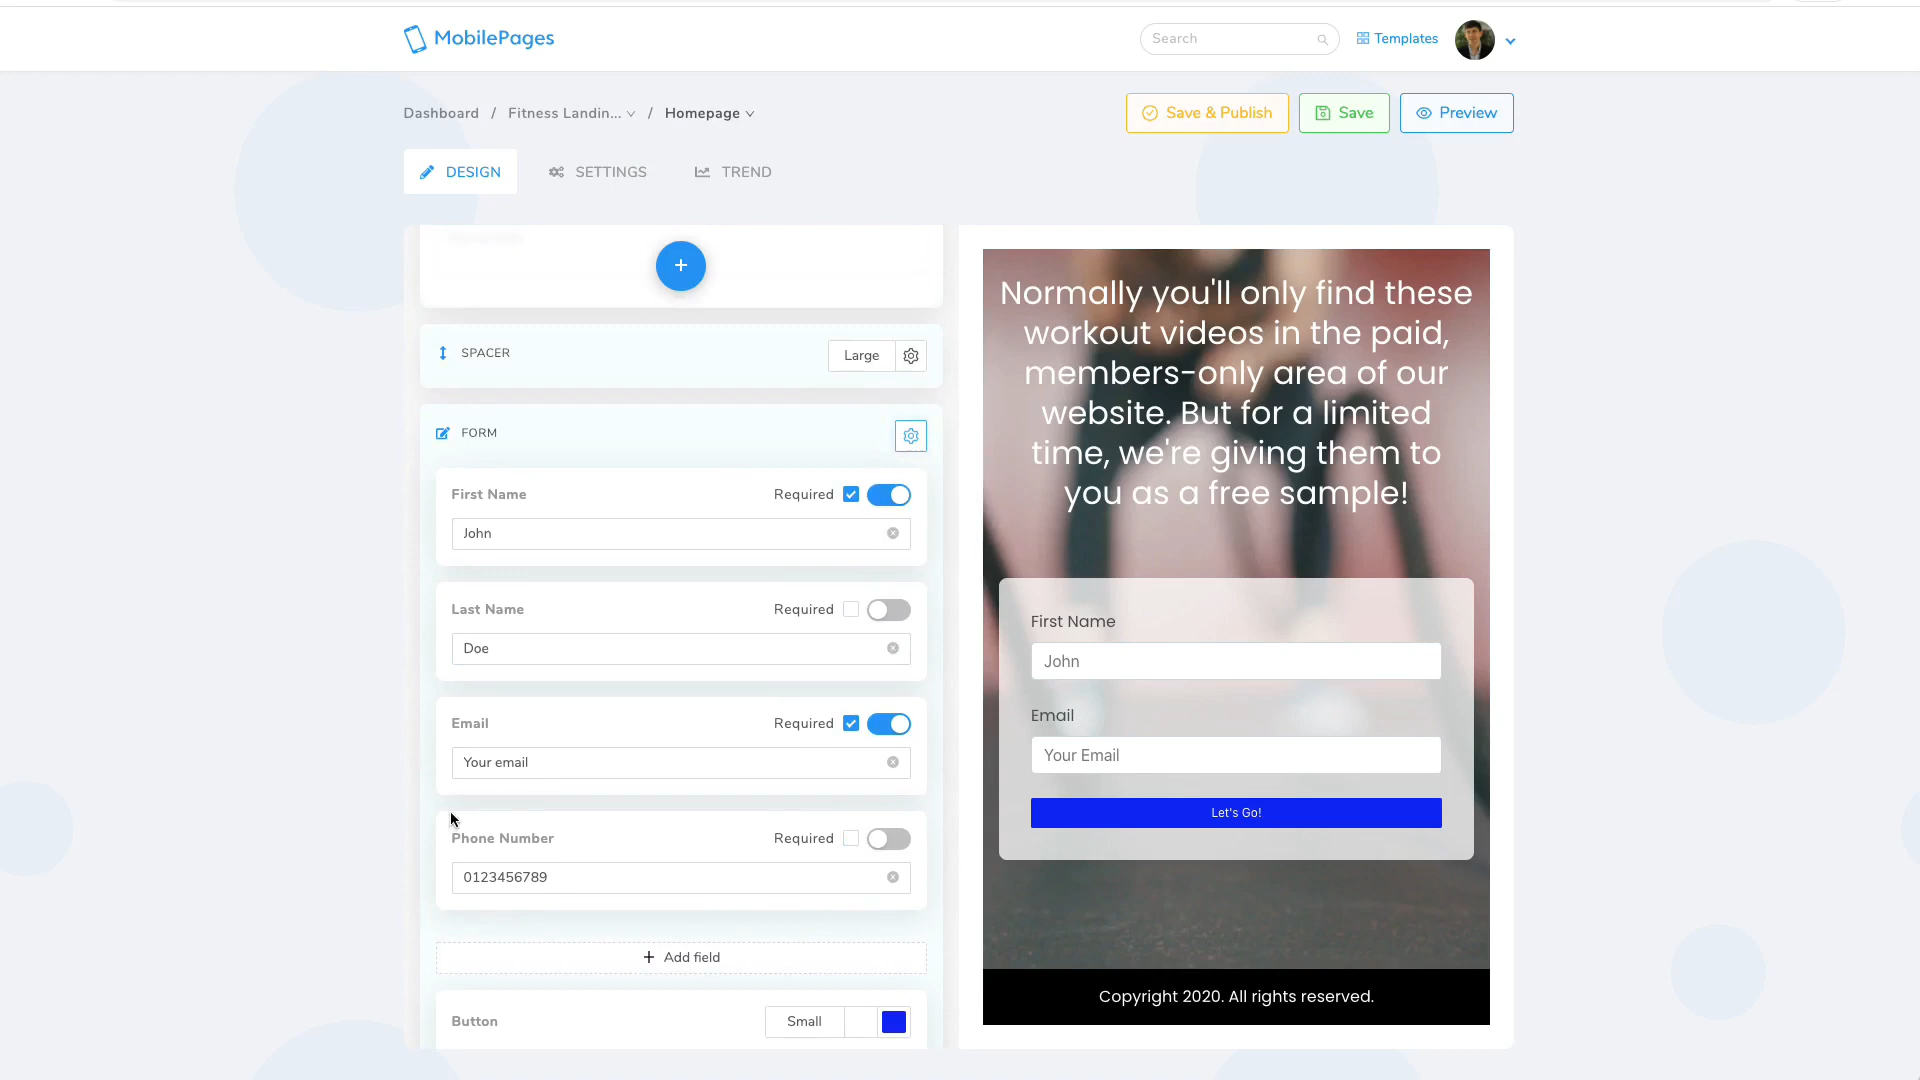 MobilePages
Search
Templates
Dashboard / Fitness Landin... / Homepage
Save & Publish
Save
Preview
DESIGN
SETTINGS
TREND
+
SPACER
Large
FORM
First Name
Required
John
Last Name
Required
Doe
Email
Required
Your email
Phone Number
Required
0123456789
+ Add field
Button
Small
Normally you'll only find these
workout videos in the paid,
members-only area of our
website. But for a limited
time, we're giving them to
you as a free sample!
First Name
John
Email
Your Email
Let's Go!
Copyright 2020. All rights reserved.